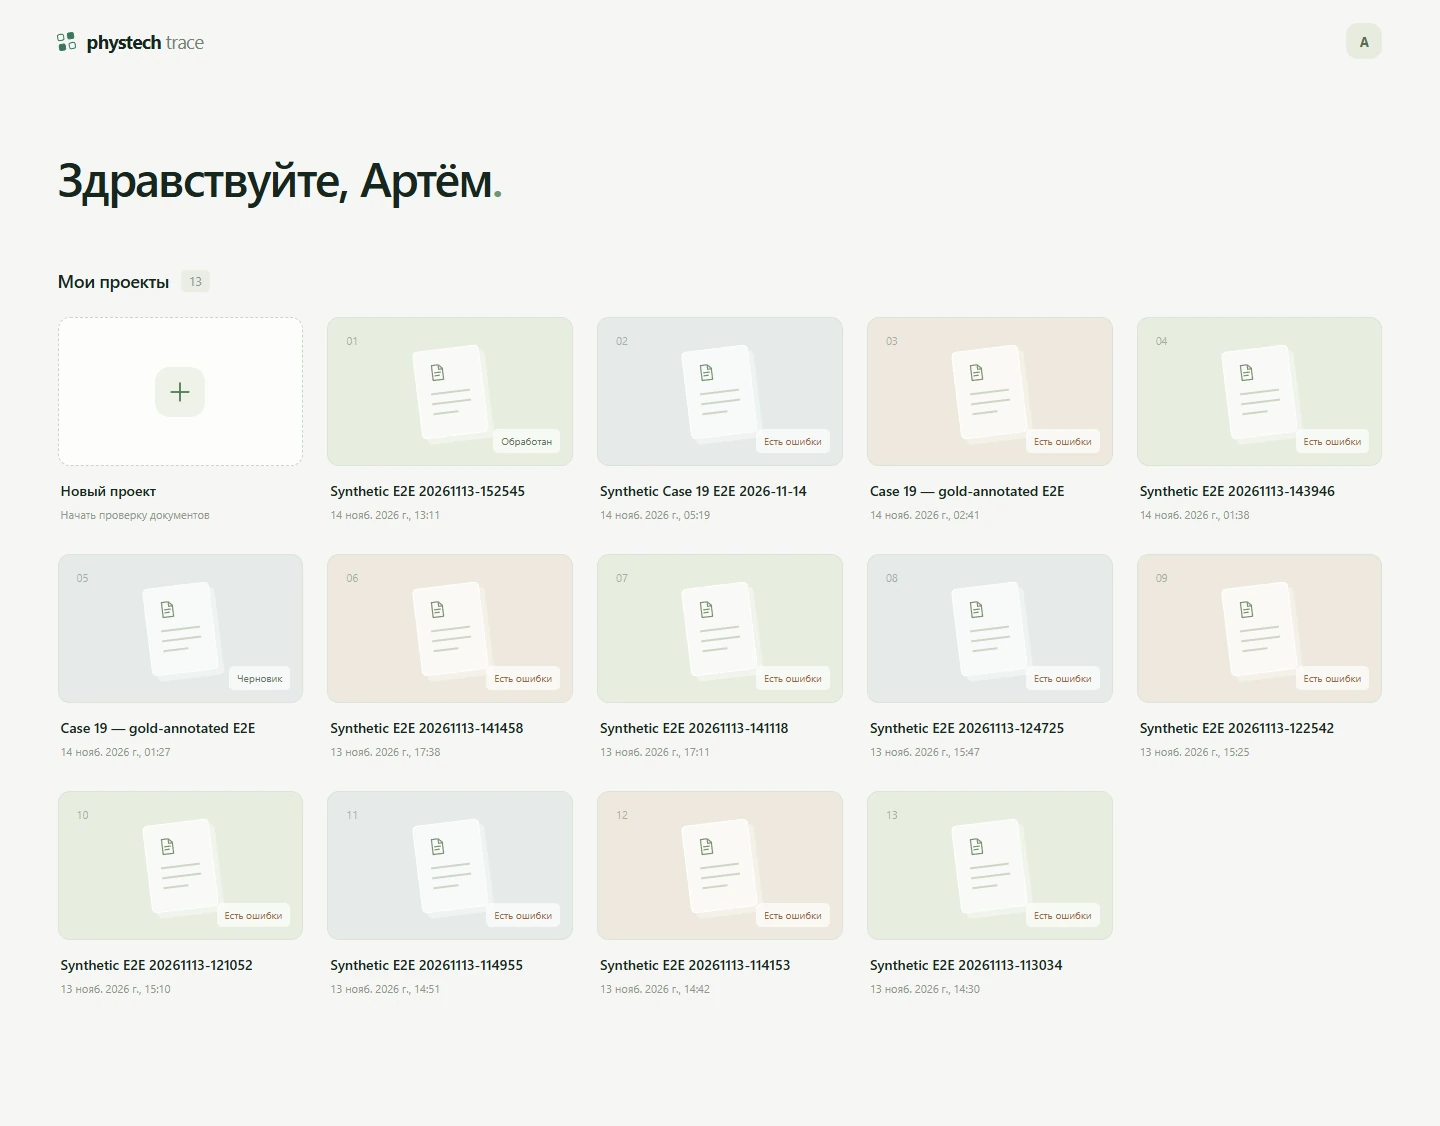 phystech trace
A
Здравствуйте, Артём.
Мои проекты 13
Новый проект
Начать проверку документов
01
Обработан
Synthetic E2E 20261113-152545
14 нояб. 2026 г., 13:11
02
Есть ошибки
Synthetic Case 19 E2E 2026-11-14
14 нояб. 2026 г., 05:19
03
Есть ошибки
Case 19 — gold-annotated E2E
14 нояб. 2026 г., 02:41
04
Есть ошибки
Synthetic E2E 20261113-143946
14 нояб. 2026 г., 01:38
05
Черновик
Case 19 — gold-annotated E2E
14 нояб. 2026 г., 01:27
06
Есть ошибки
Synthetic E2E 20261113-141458
13 нояб. 2026 г., 17:38
07
Есть ошибки
Synthetic E2E 20261113-141118
13 нояб. 2026 г., 17:11
08
Есть ошибки
Synthetic E2E 20261113-124725
13 нояб. 2026 г., 15:47
09
Есть ошибки
Synthetic E2E 20261113-122542
13 нояб. 2026 г., 15:25
10
Есть ошибки
Synthetic E2E 20261113-121052
13 нояб. 2026 г., 15:10
11
Есть ошибки
Synthetic E2E 20261113-114955
13 нояб. 2026 г., 14:51
12
Есть ошибки
Synthetic E2E 20261113-114153
13 нояб. 2026 г., 14:42
13
Есть ошибки
Synthetic E2E 20261113-113034
13 нояб. 2026 г., 14:30